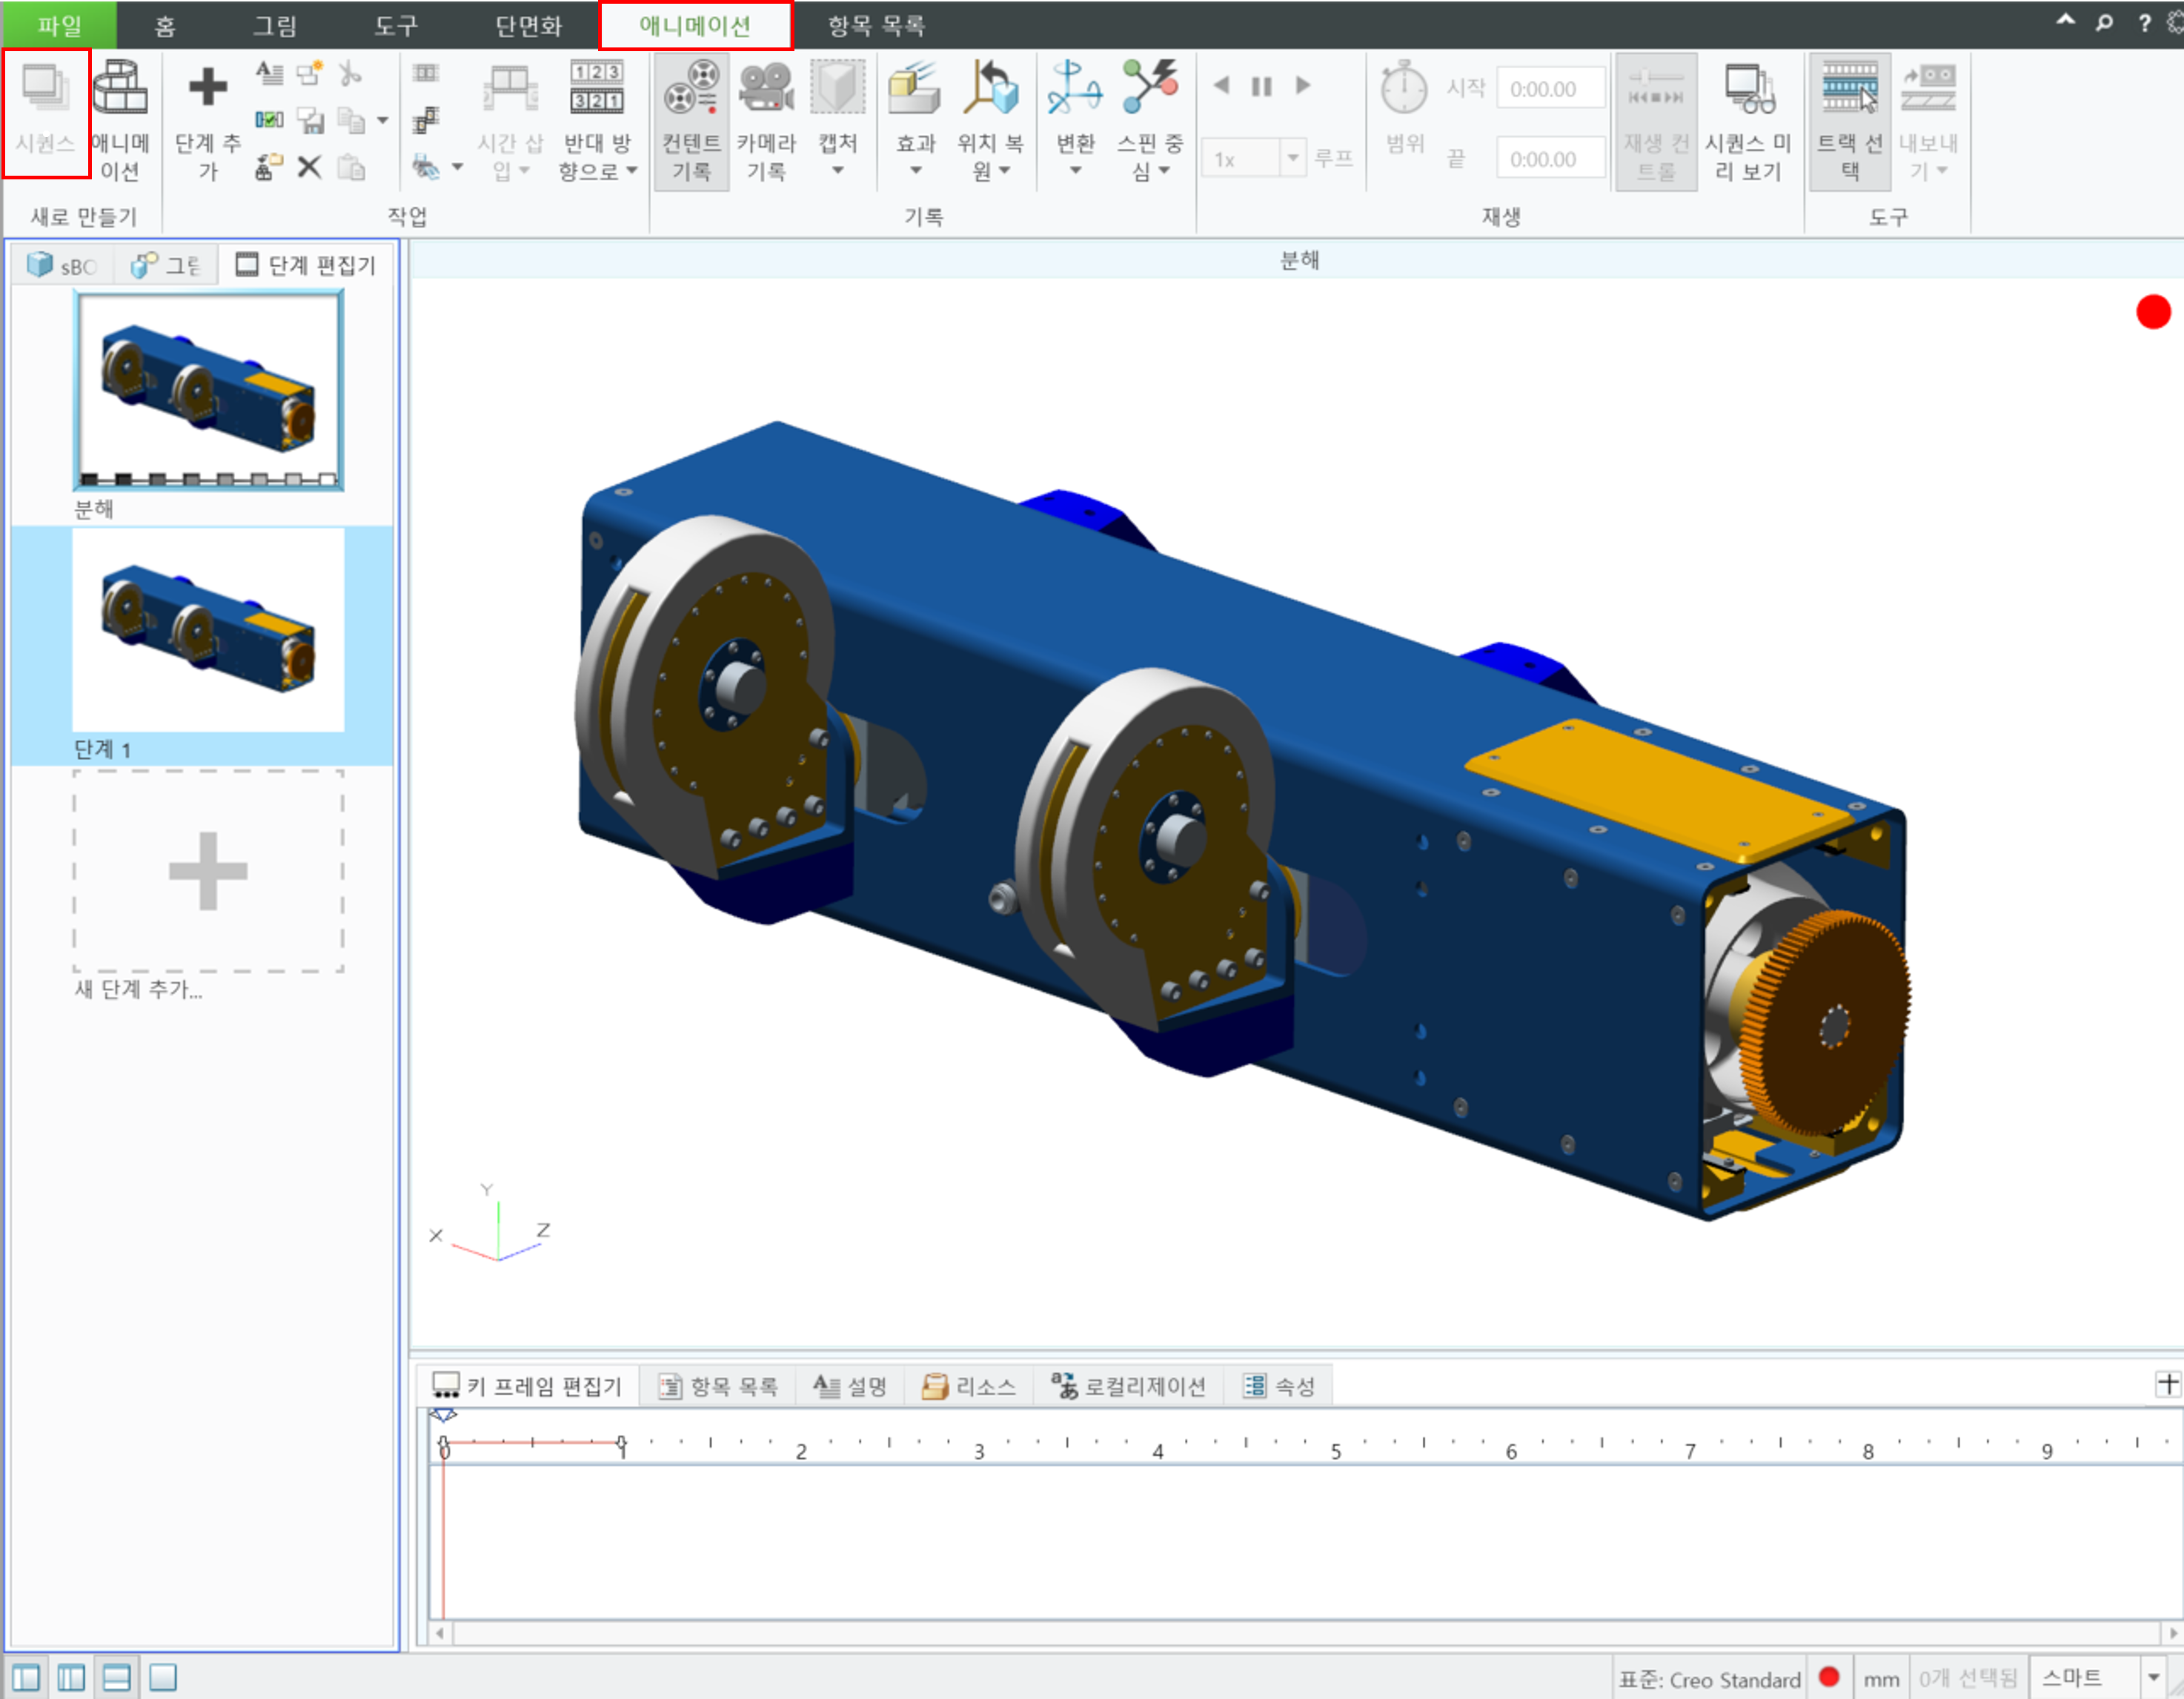 파일 홈 그림 도구 단면화 애니메이션 항목 목록
시퀀스
애니메
이션
단계 추
가
시간 삽
입
1 2 3
3 2 1
반대 방
향으로
컨텐트
기록
카메라
기록
캡처
효과
위치 복
원
변환
스핀 중
심
1x
루프
범위
시작 0:00.00
끝 0:00.00
재생 컨
트롤
시퀀스 미
리 보기
트랙 선
택
내보내
기
새로 만들기 작업 기록 재생 도구
sBO 그림 단계 편집기
분해
분해
단계 1
새 단계 추가...
Y
X
Z
키 프레임 편집기 항목 목록 설명 리소스 로컬리제이션 속성
0 1 2 3 4 5 6 7 8 9
표준: Creo Standard mm 0개 선택됨 스마트